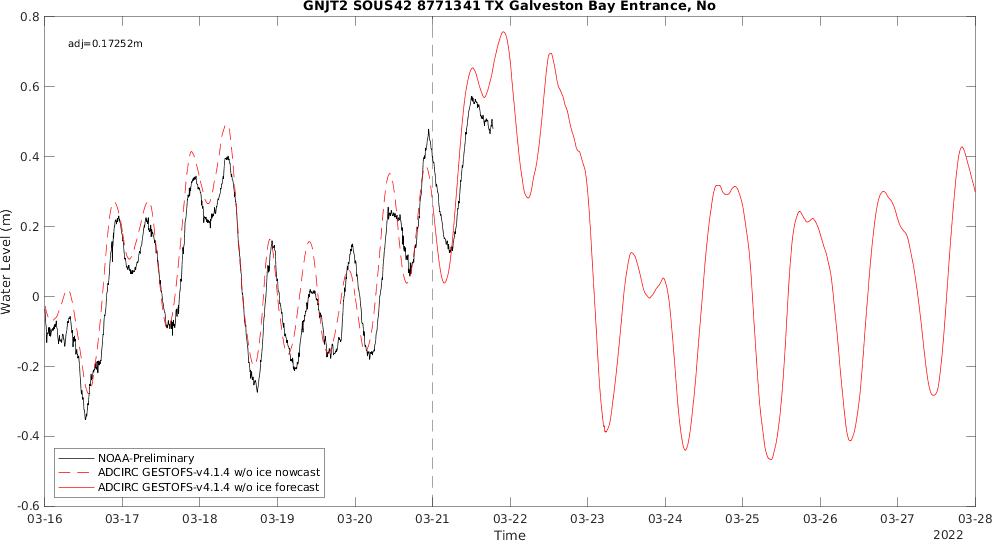 GNJT2 SOUS42 8771341 TX Galveston Bay Entrance, No
adj=0.17252m
0.8
0.6
0.4
0.2
0
-0.2
-0.4
-0.6
Water Level (m)
NOAA-Preliminary
ADCIRC GESTOFS-v4.1.4 w/o ice nowcast
ADCIRC GESTOFS-v4.1.4 w/o ice forecast
03-16 03-17 03-18 03-19 03-20 03-21 03-22 03-23 03-24 03-25 03-26 03-27 03-28
Time
2022